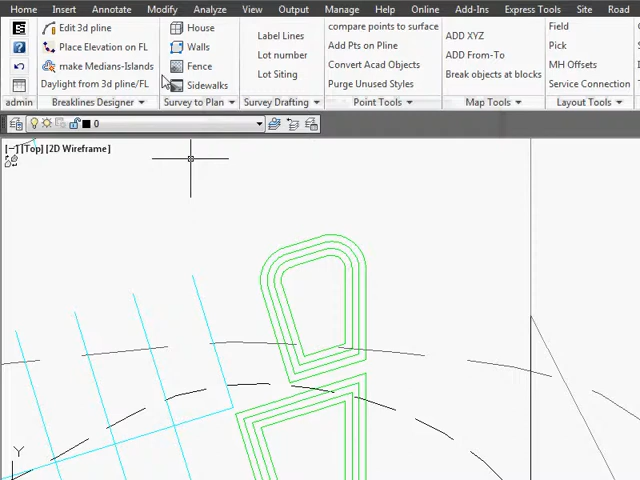 Home Insert Annotate Modify Analyze View Manage Output Add-Ins Express Tools Site Road
Edit 3d pline House compare points to surface Field
Place Elevation on FL Walls Label Lines Add Pts on Pline ADD XYZ Pick
make Medians-Islands Fence Lot number Convert Acad Objects ADD From-To MH Offsets
Daylight from 3d pline/FL Sidewalks Lot Siting Purge Unused Styles Break objects at blocks Service Connection
admin Breaklines Designer Survey to Plan Survey Drafting Point Tools Map Tools Layout Tools
0
[−][Top][2D Wireframe]
Y